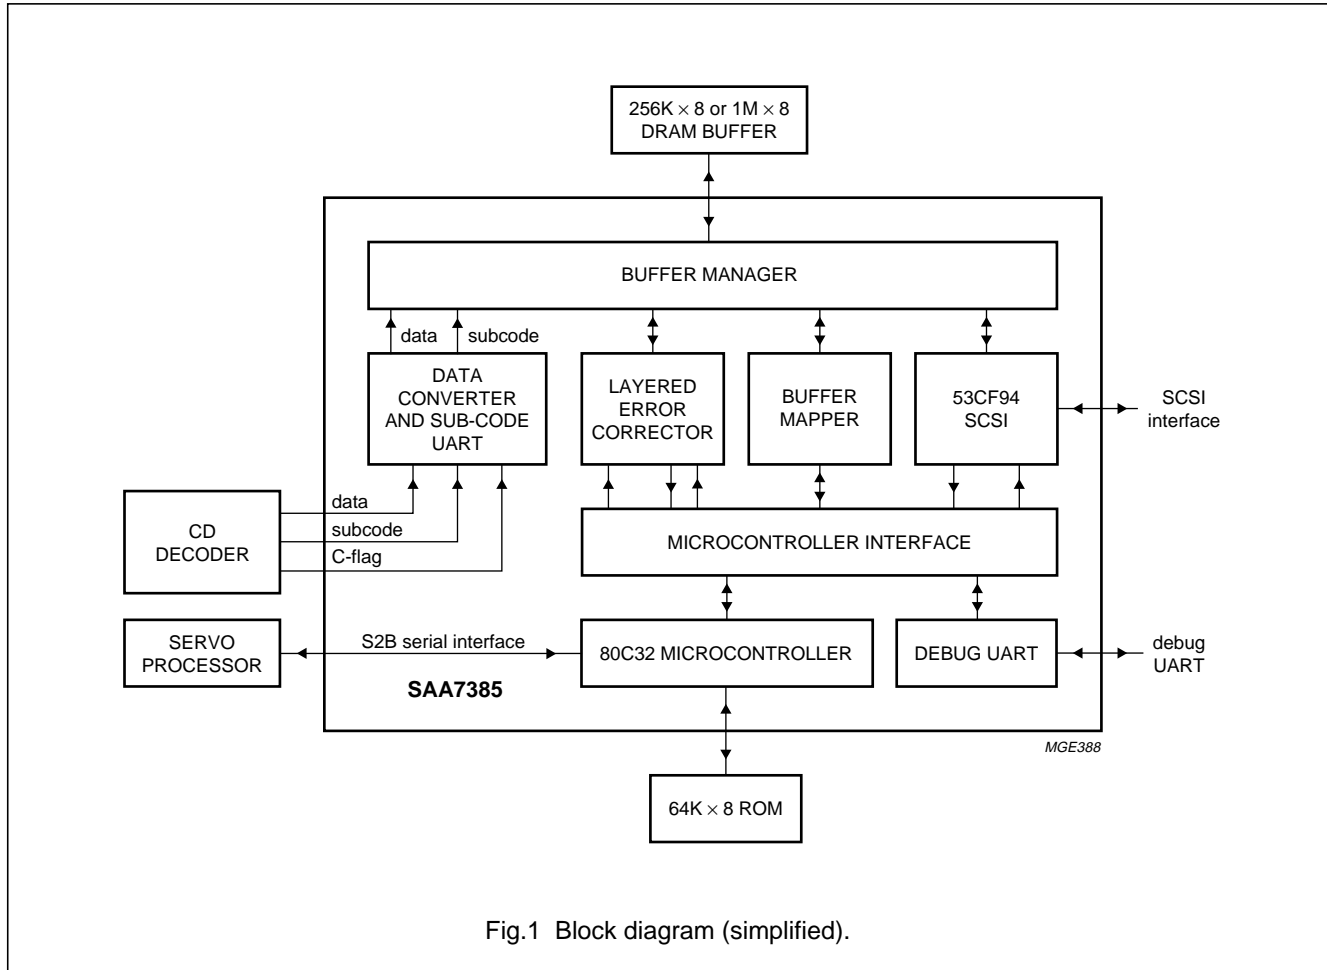 256K × 8 or 1M × 8
DRAM BUFFER
BUFFER MANAGER
data
subcode
DATA
CONVERTER
AND SUB-CODE
UART
LAYERED
ERROR
CORRECTOR
BUFFER
MAPPER
53CF94
SCSI
SCSI
interface
CD
DECODER
data
subcode
C-flag
MICROCONTROLLER INTERFACE
SERVO
PROCESSOR
S2B serial interface
80C32 MICROCONTROLLER
DEBUG UART
debug
UART
SAA7385
MGE388
64K × 8 ROM
Fig.1 Block diagram (simplified).